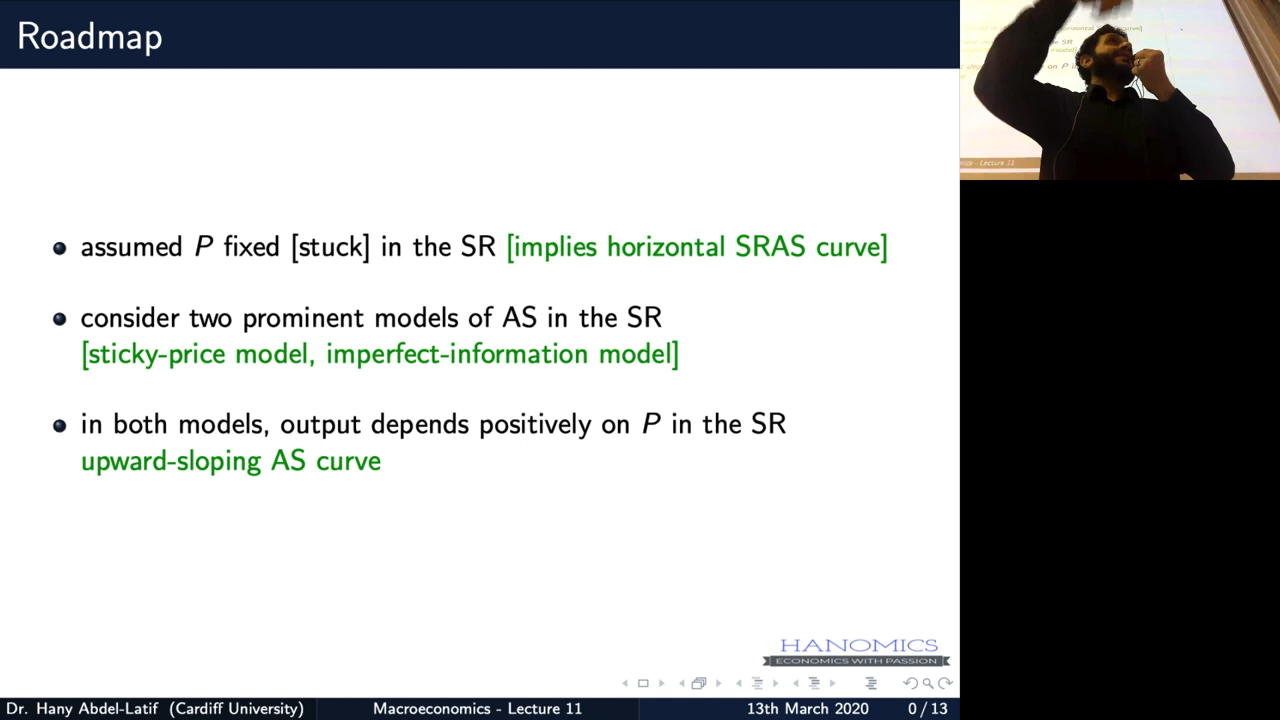 Roadmap
assumed P fixed [stuck] in the SR [implies horizontal SRAS curve]
consider two prominent models of AS in the SR
[sticky-price model, imperfect-information model]
in both models, output depends positively on P in the SR
upward-sloping AS curve
HANOMICS
ECONOMICS WITH PASSION
Dr. Hany Abdel-Latif (Cardiff University) Macroeconomics - Lecture 11 13th March 2020 0 / 13
mics - Lecture 11